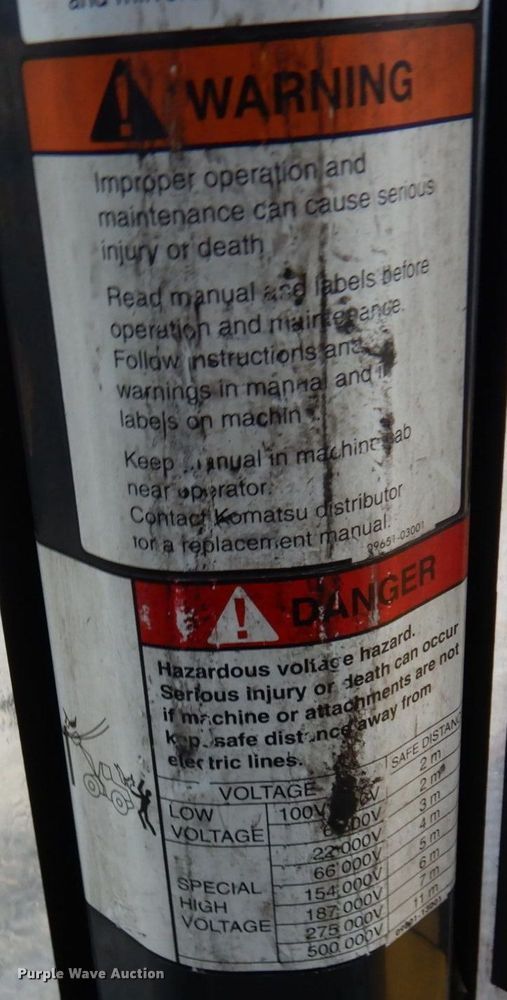 WARNING
Improper operation and
maintenance can cause serious
injury or death
Read manual and labels before
operation and maintenance.
Follow instructions and
warnings in manual and
labels on machin
Keep manual in machine cab
near operator.
Contact Komatsu distributor
for a replacement manual.
09651-03001
DANGER
Hazardous voltage hazard.
Serious injury or death can occur
if machine or attachments are not
kept safe distance away from
electric lines.
VOLTAGE SAFE DISTANC
LOW VOLTAGE 100V 2 m
2 m
SPECIAL HIGH VOLTAGE 22 000V 3 m
66 000V 4 m
154 000V 5 m
187 000V 6 m
275 000V 7 m
500 000V 11 m
Purple Wave Auction